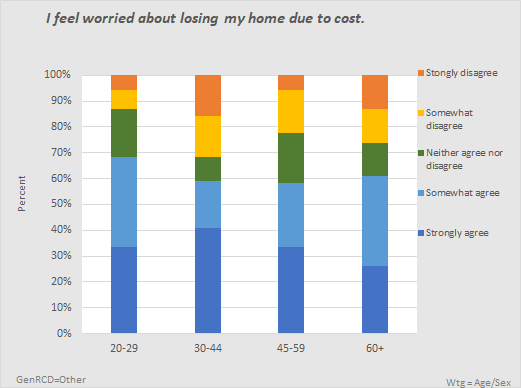 I feel worried about losing my home due to cost.
100%
90%
80%
70%
60%
50%
40%
30%
20%
10%
0%
Percent
20-29
30-44
45-59
60+
Stongly disagree
Somewhat
disagree
Neither agree nor
disagree
Somewhat agree
Strongly agree
GenRCD=Other
Wtg = Age/Sex